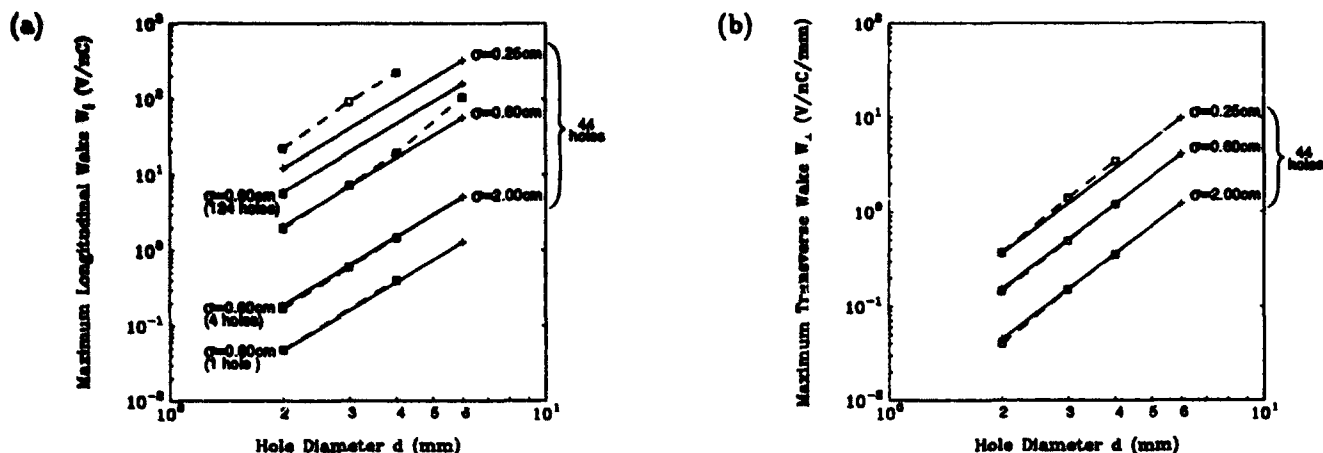 (a)
Maximum Longitudinal Wake W∥ (V/nC)
10³
10²
10¹
10⁰
10⁻¹
10⁻²
σ=0.25cm
σ=0.60cm
σ=2.00cm
44
holes
σ=0.60cm
(124 holes)
σ=0.60cm
(4 holes)
σ=0.60cm
(1 hole )
10⁰ 2 3 4 6 10¹
Hole Diameter d (mm)
(b)
Maximum Transverse Wake W⊥ (V/nC/mm)
10²
10¹
10⁰
10⁻¹
10⁻²
σ=0.25cm
σ=0.60cm
σ=2.00cm
44
holes
10⁰ 2 3 4 5 6 10¹
Hole Diameter d (mm)